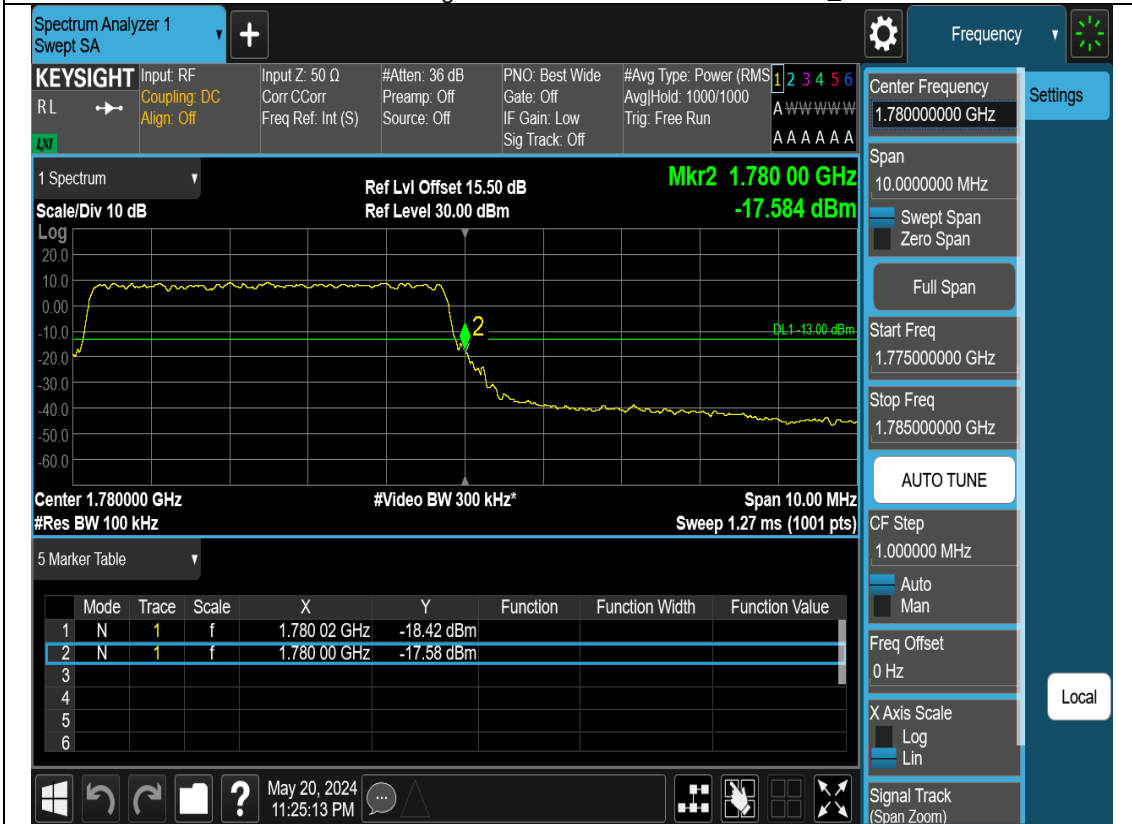 Spectrum Analyzer 1
Swept SA
+
Frequency
KEYSIGHT
RL
LXI
Input: RF
Coupling: DC
Align: Off
Input Z: 50 Ω
Corr CCorr
Freq Ref: Int (S)
#Atten: 36 dB
Preamp: Off
Source: Off
PNO: Best Wide
Gate: Off
IF Gain: Low
Sig Track: Off
#Avg Type: Power (RMS
Avg|Hold: 1000/1000
Trig: Free Run
1 2 3 4 5 6
A W W W W W
A A A A A A
1 Spectrum
Scale/Div 10 dB
Ref Lvl Offset 15.50 dB
Ref Level 30.00 dBm
Mkr2 1.780 00 GHz
-17.584 dBm
Log
20.0
10.0
0.00
-10.0
-20.0
-30.0
-40.0
-50.0
-60.0
2
DL1 -13.00 dBm
Center 1.780000 GHz
#Video BW 300 kHz*
Span 10.00 MHz
#Res BW 100 kHz
Sweep 1.27 ms (1001 pts)
5 Marker Table
Mode Trace Scale X Y Function Function Width Function Value
1 N 1 f 1.780 02 GHz -18.42 dBm
2 N 1 f 1.780 00 GHz -17.58 dBm
3
4
5
6
?
May 20, 2024
11:25:13 PM
Center Frequency
1.780000000 GHz
Settings
Span
10.0000000 MHz
Swept Span
Zero Span
Full Span
Start Freq
1.775000000 GHz
Stop Freq
1.785000000 GHz
AUTO TUNE
CF Step
1.000000 MHz
Auto
Man
Freq Offset
0 Hz
Local
X Axis Scale
Log
Lin
Signal Track
(Span Zoom)